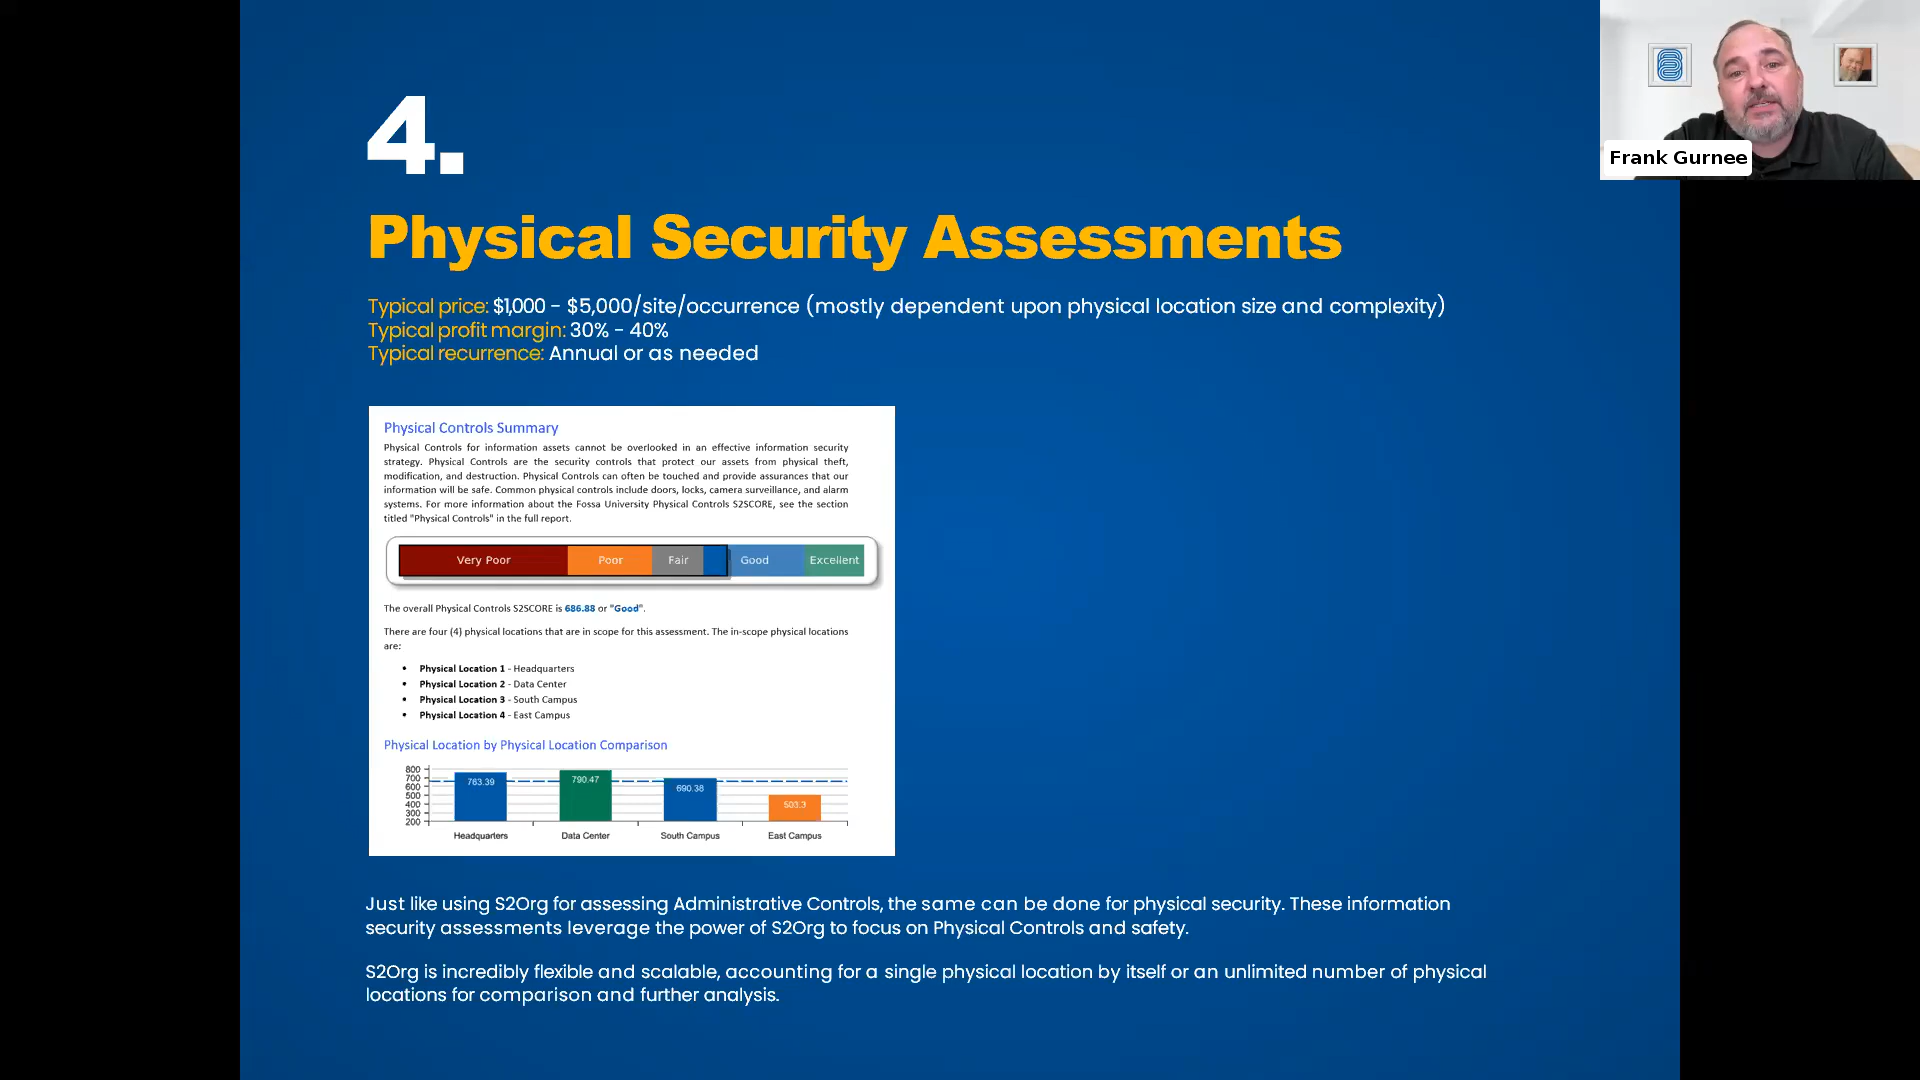 4.
Physical Security Assessments
Typical price: $1,000 - $5,000/site/occurrence (mostly dependent upon physical location size and complexity)
Typical profit margin: 30% - 40%
Typical recurrence: Annual or as needed
Physical Controls Summary
Physical Controls for information assets cannot be overlooked in an effective information security
strategy. Physical Controls are the security controls that protect our assets from physical theft,
modification, and destruction. Physical Controls can often be touched and provide assurances that our
information will be safe. Common physical controls include doors, locks, camera surveillance, and alarm
systems. For more information about the Fossa University Physical Controls S2SCORE, see the section
titled "Physical Controls" in the full report.
Very Poor Poor Fair Good Excellent
The overall Physical Controls S2SCORE is 686.88 or "Good".
There are four (4) physical locations that are in scope for this assessment. The in-scope physical locations
are:
• Physical Location 1 - Headquarters
• Physical Location 2 - Data Center
• Physical Location 3 - South Campus
• Physical Location 4 - East Campus
Physical Location by Physical Location Comparison
800
700
600
500
400
300
200
763.39 790.47 690.38 503.3
Headquarters Data Center South Campus East Campus
Just like using S2Org for assessing Administrative Controls, the same can be done for physical security. These information
security assessments leverage the power of S2Org to focus on Physical Controls and safety.
S2Org is incredibly flexible and scalable, accounting for a single physical location by itself or an unlimited number of physical
locations for comparison and further analysis.
Frank Gurnee